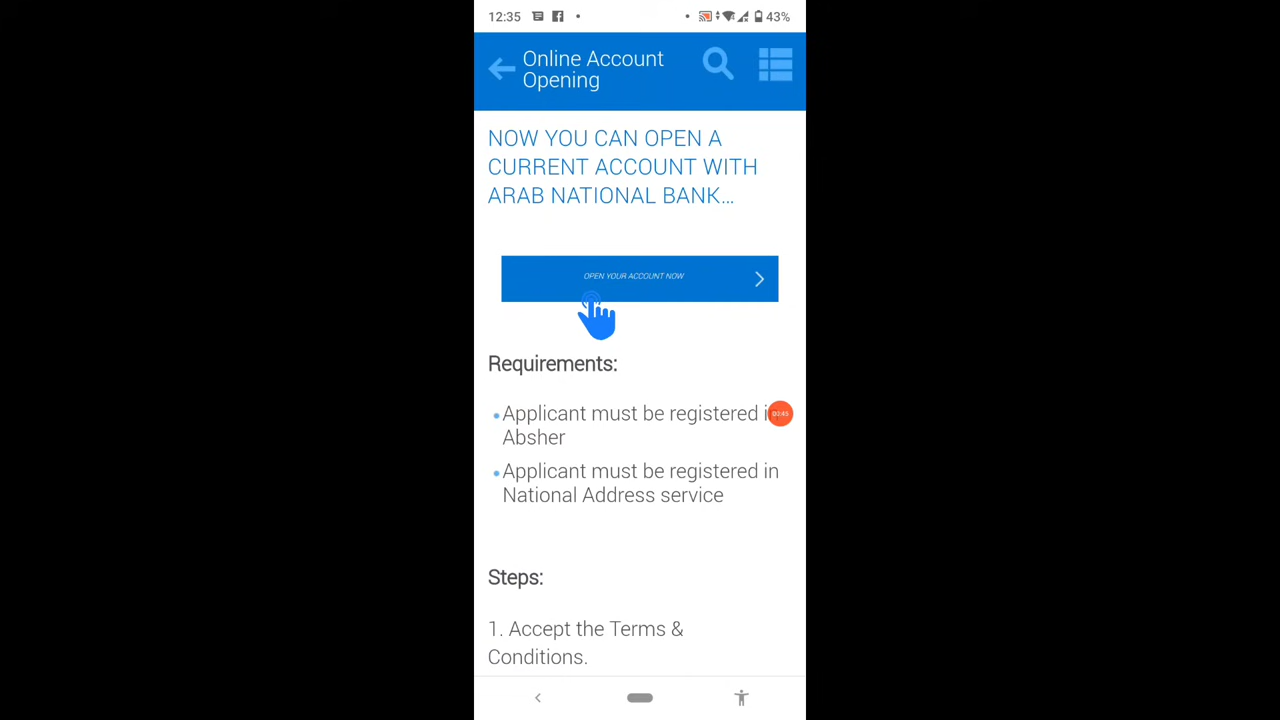 12:35
43%
Online Account
Opening
NOW YOU CAN OPEN A
CURRENT ACCOUNT WITH
ARAB NATIONAL BANK...
OPEN YOUR ACCOUNT NOW
Requirements:
Applicant must be registered in
Absher
Applicant must be registered in
National Address service
Steps:
1. Accept the Terms &
Conditions.